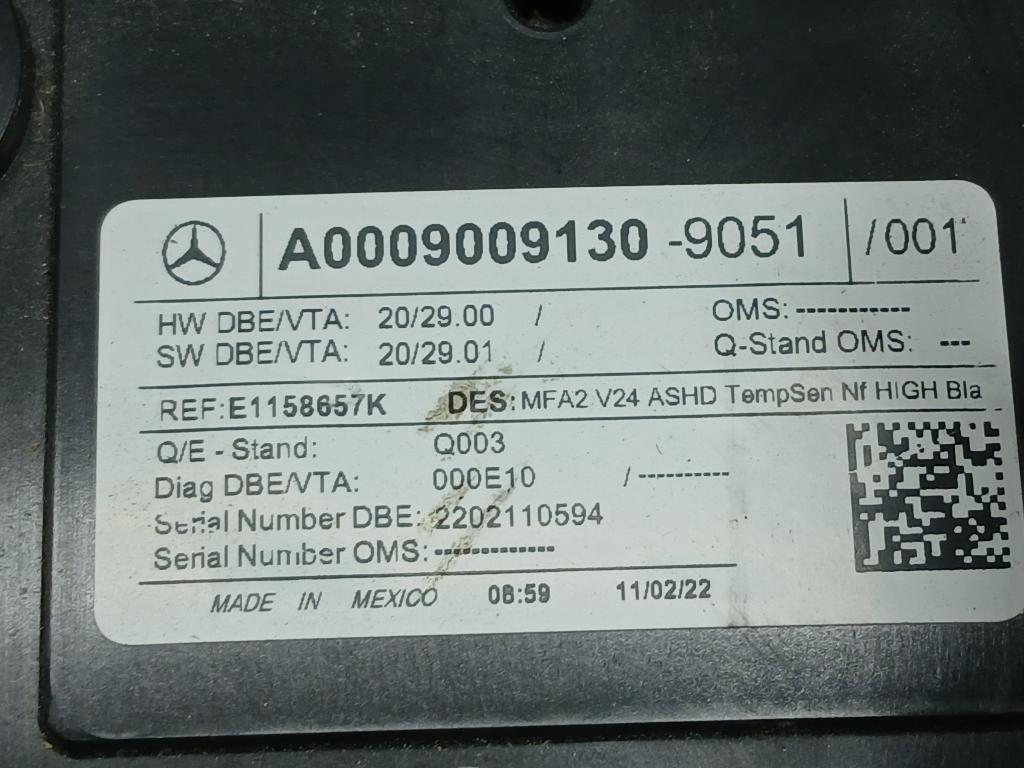 A0009009130 -9051 /001
HW DBE/VTA: 20/29.00 / OMS: -----------
SW DBE/VTA: 20/29.01 / Q-Stand OMS: ---
REF:E1158657K DES: MFA2 V24 ASHD TempSen Nf HIGH Bla
Q/E - Stand: Q003
Diag DBE/VTA: 000E10 /----------
Serial Number DBE: 2202110594
Serial Number OMS: -------------
MADE IN MEXICO 08:59 11/02/22